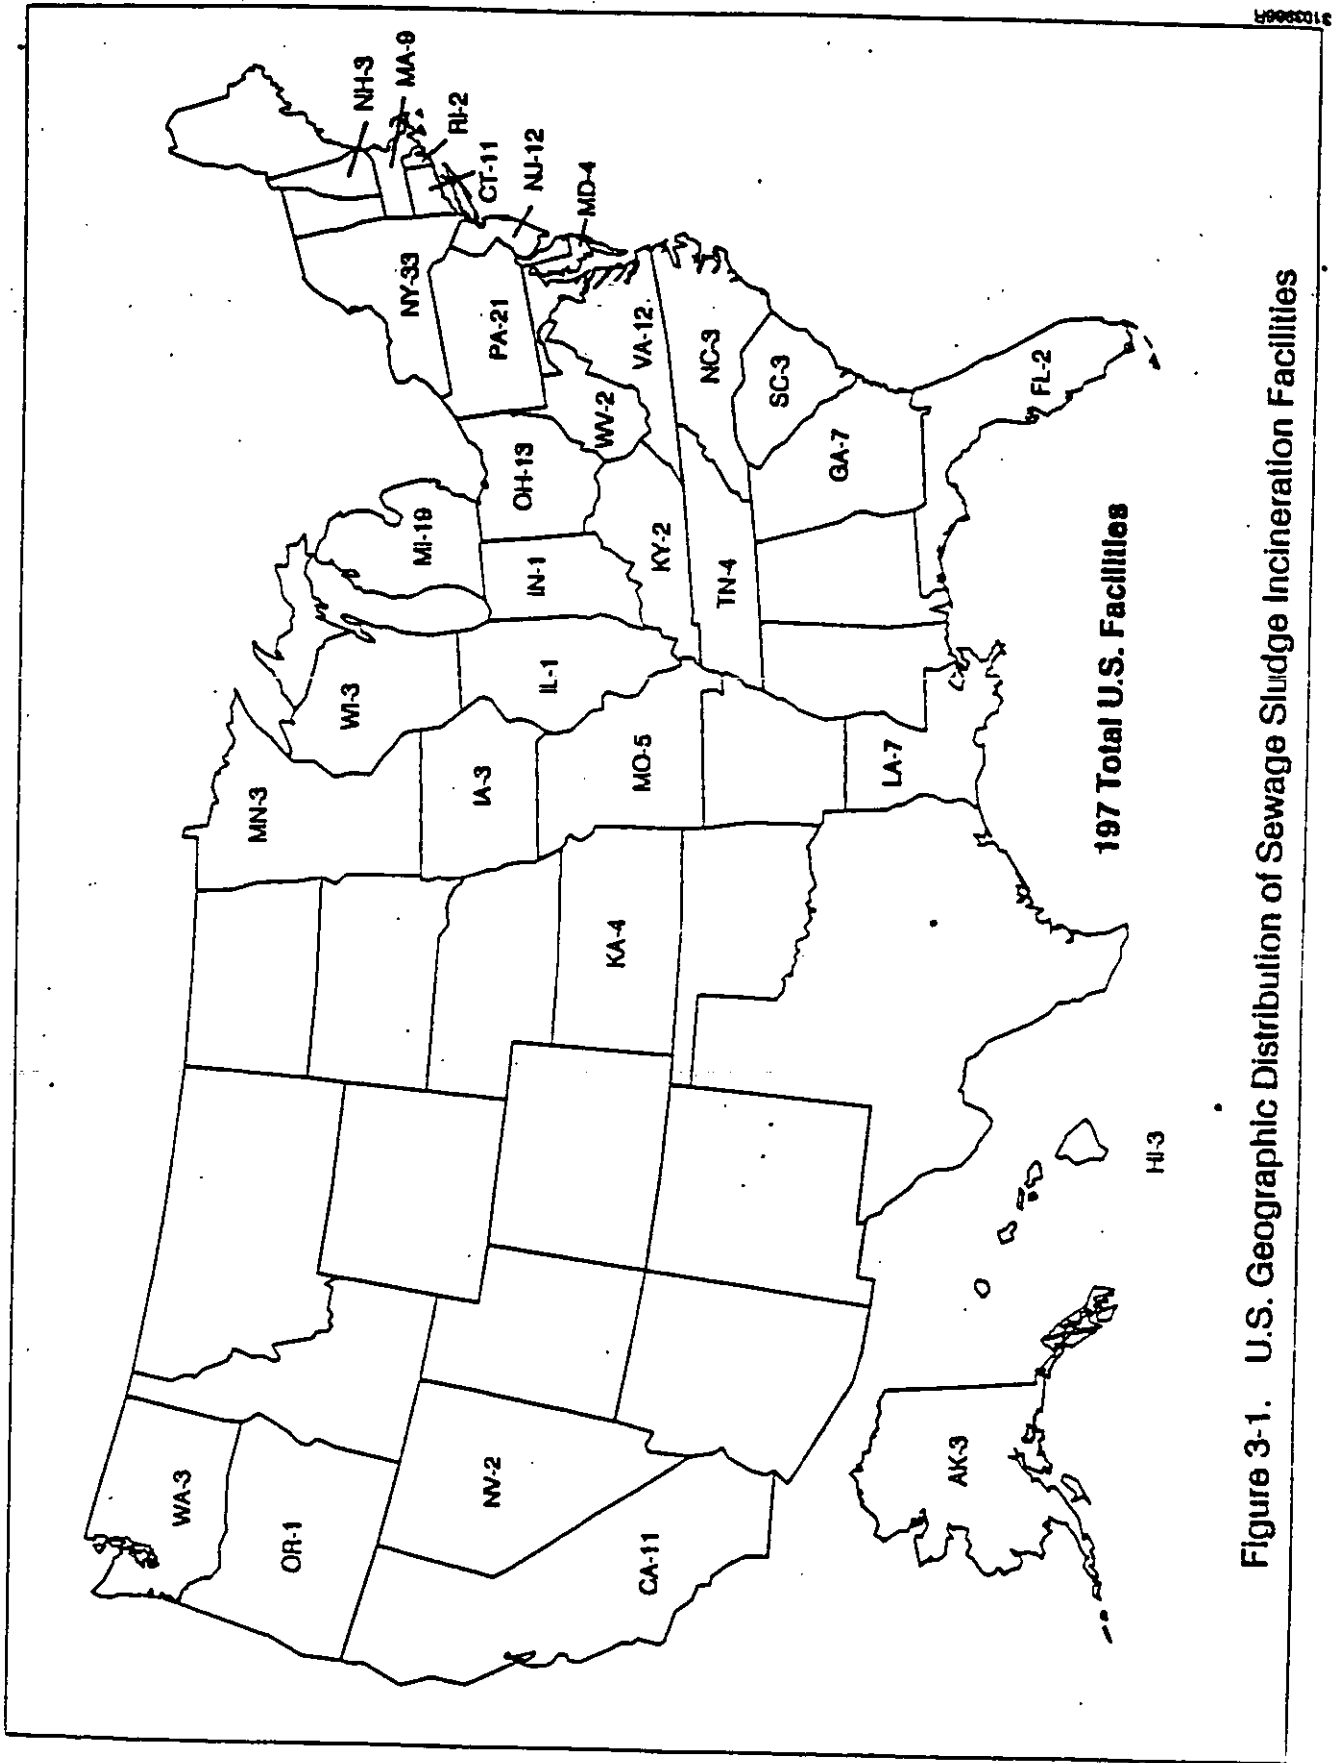 3103966R
NH-3
MA-9
RI-2
CT-11
NJ-12
MD-4
NY-33
PA-21
VA-12
WV-2
NC-3
SC-3
GA-7
FL-2
OH-13
MI-19
IN-1
KY-2
TN-4
WI-3
IL-1
MN-3
IA-3
MO-5
LA-7
KA-4
WA-3
OR-1
NV-2
CA-11
AK-3
HI-3
197 Total U.S. Facilities
Figure 3-1. U.S. Geographic Distribution of Sewage Sludge Incineration Facilities